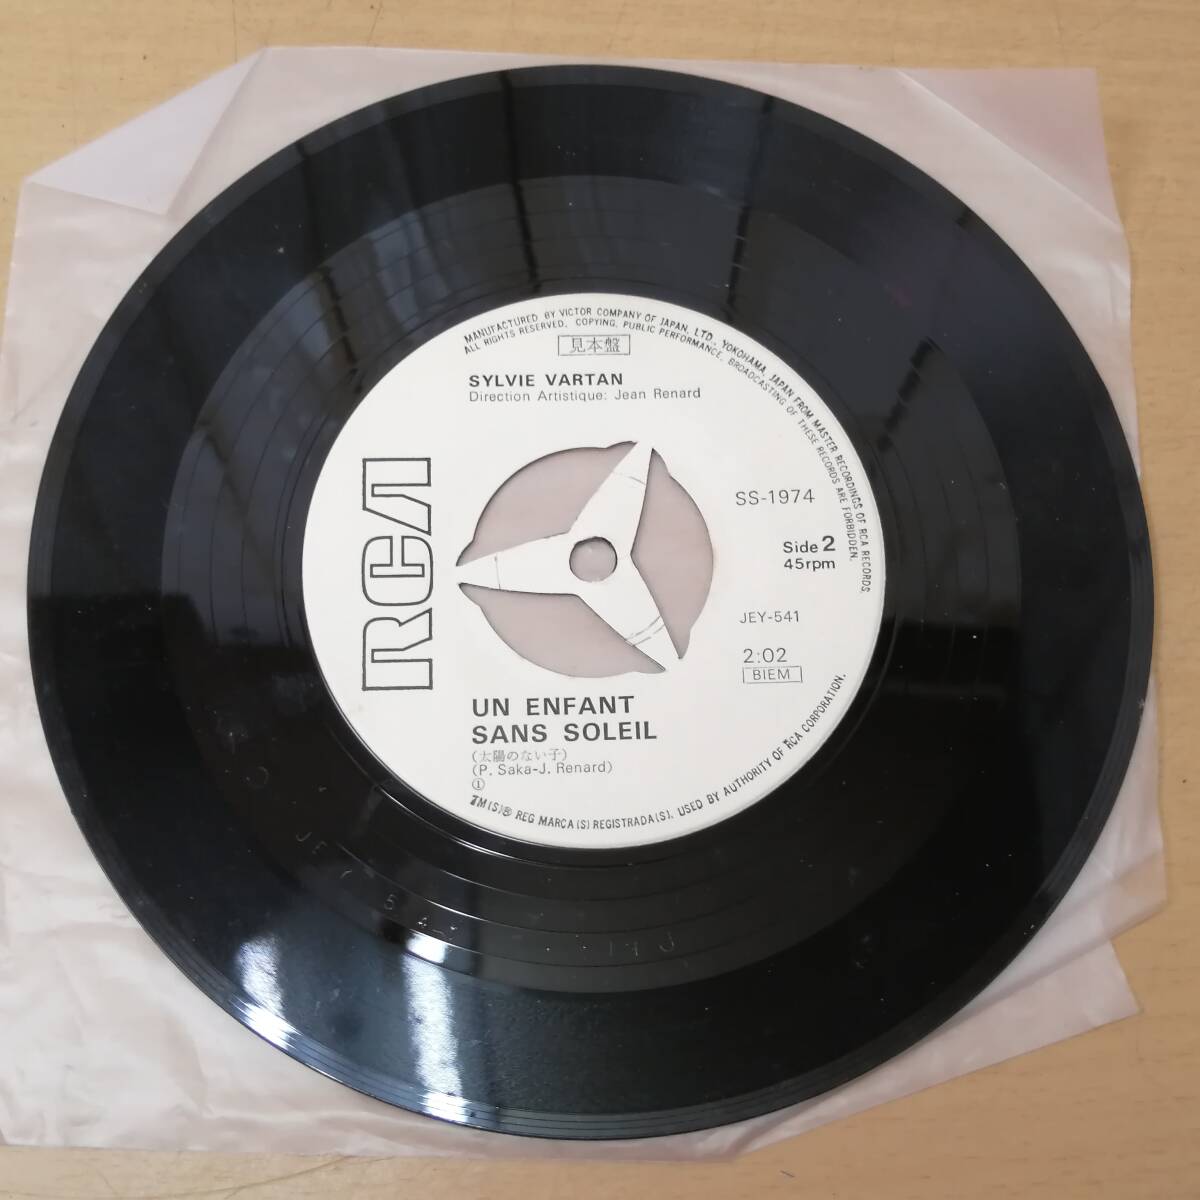 MANUFACTURED BY VICTOR COMPANY OF JAPAN, LTD., YOKOHAMA, JAPAN FROM MASTER RECORDINGS OF RCA RECORDS.
ALL RIGHTS RESERVED. COPYING, PUBLIC PERFORMANCE, BROADCASTING OF THESE RECORDS ARE FORBIDDEN.
見本盤
SYLVIE VARTAN
Direction Artistique: Jean Renard
RCA
SS-1974
Side 2
45rpm
JEY-541
2:02
BIEM
UN ENFANT
SANS SOLEIL
(太陽のない子)
(P. Saka-J. Renard)
Ⓘ
TM(S)® REG MARCA(S) REGISTRADA(S). USED BY AUTHORITY OF RCA CORPORATION.